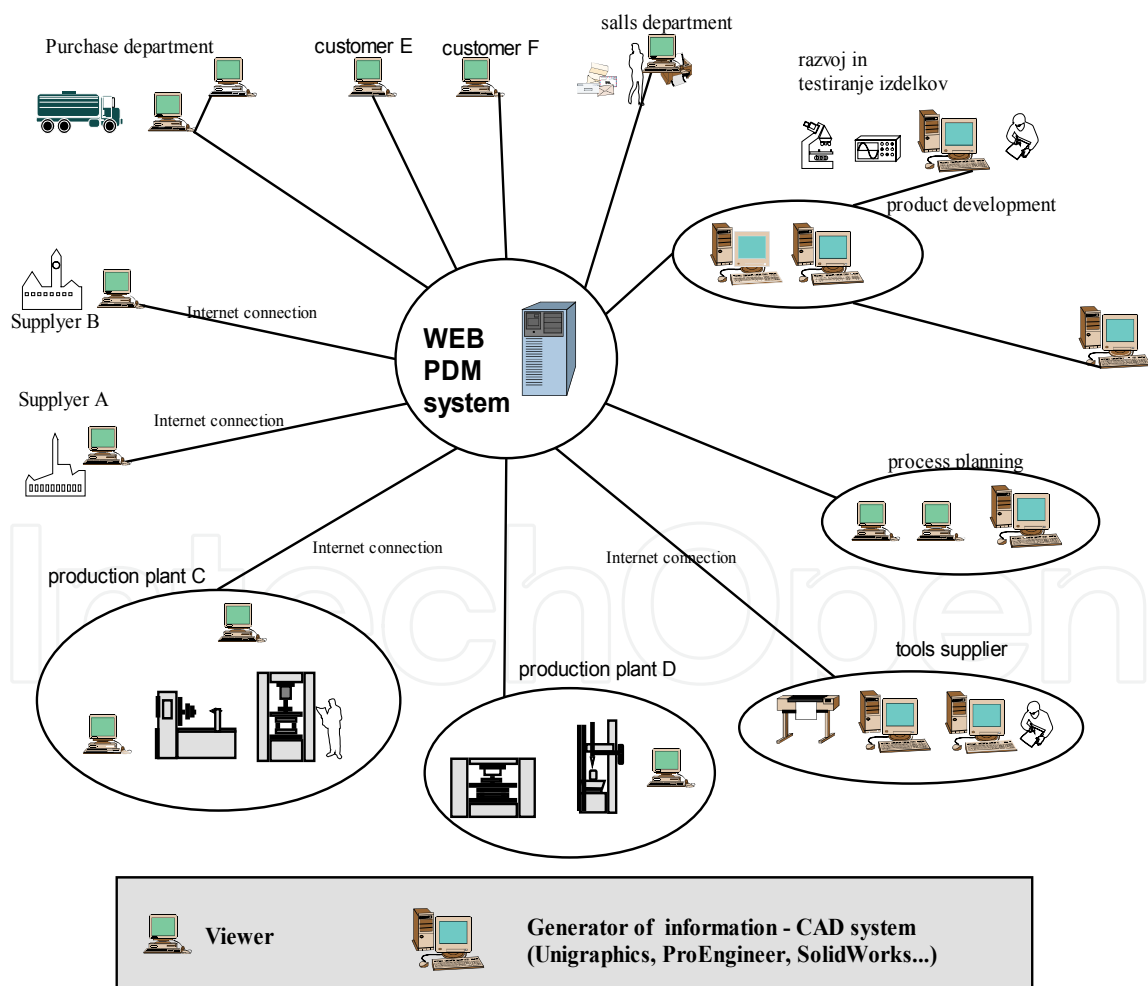 salls department
Purchase department
customer E
customer F
razvoj in
testiranje izdelkov
product development
Internet connection
Supplyer B
WEB
PDM
system
Supplyer A
Internet connection
process planning
Internet connection
Internet connection
production plant C
tools supplier
production plant D
IntechOpen
Viewer
Generator of information - CAD system
(Unigraphics, ProEngineer, SolidWorks...)